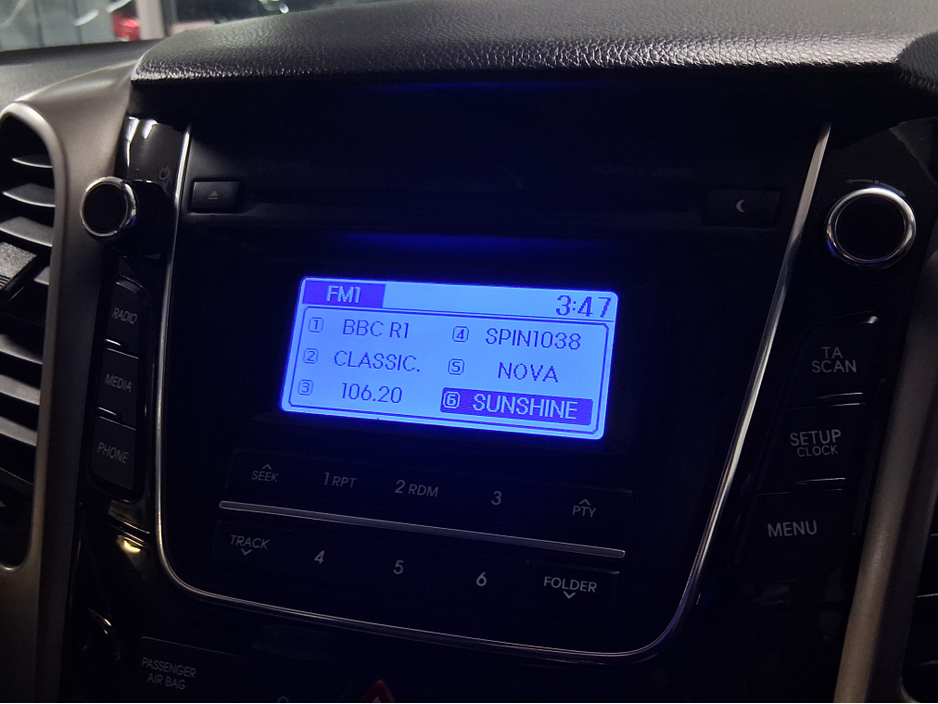 FM1 3:47
1 BBC R1 4 SPIN1038
2 CLASSIC. 5 NOVA
3 106.20 6 SUNSHINE
RADIO
MEDIA
PHONE
TA
SCAN
SETUP
CLOCK
MENU
SEEK 1 RPT 2 RDM 3 PTY
TRACK 4 5 6 FOLDER
PASSENGER
AIR BAG